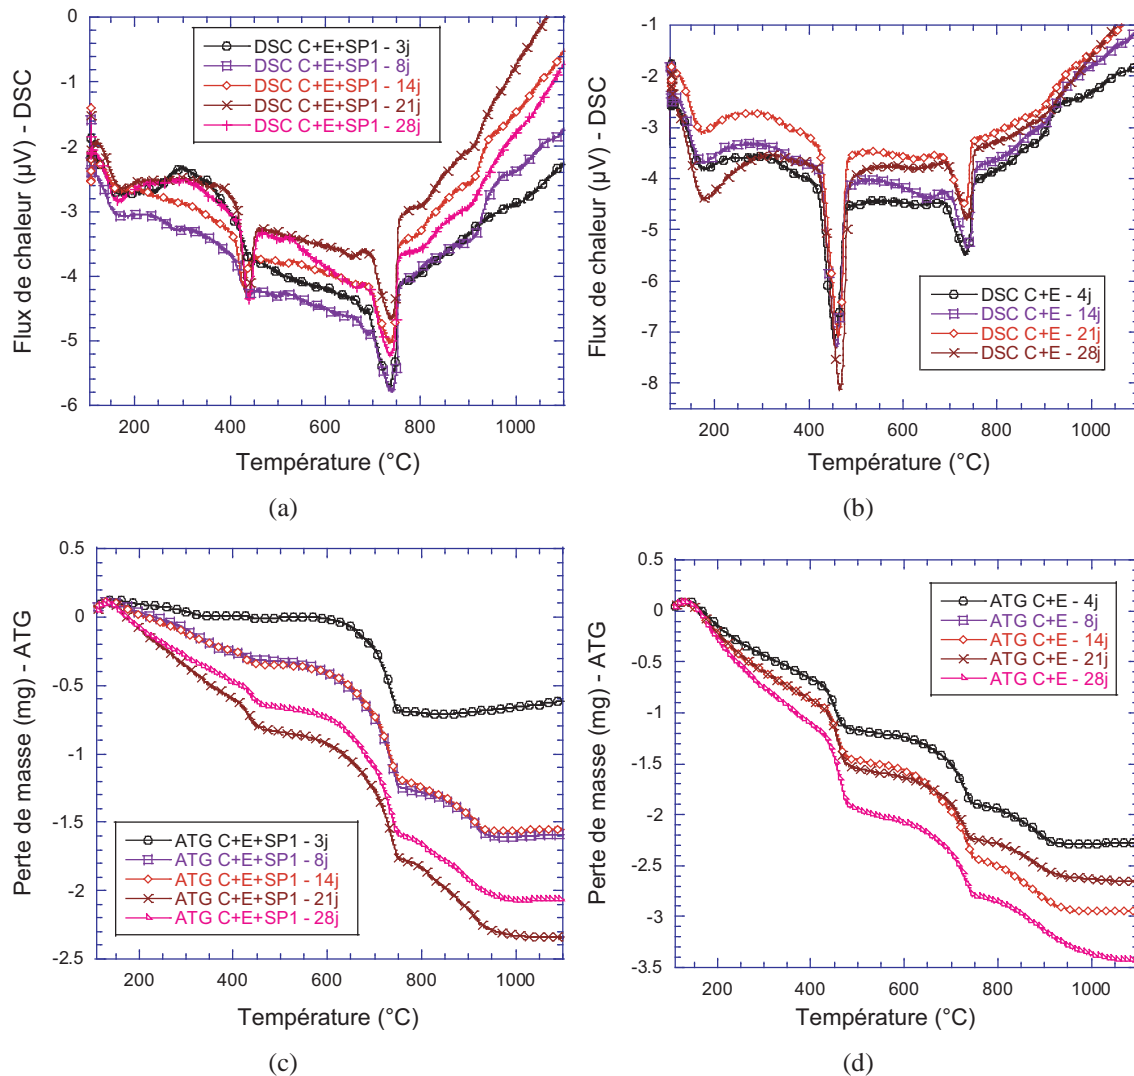 0
-1
-2
-3
-4
-5
-6
Flux de chaleur (µV) - DSC
DSC C+E+SP1 - 3j
DSC C+E+SP1 - 8j
DSC C+E+SP1 - 14j
DSC C+E+SP1 - 21j
DSC C+E+SP1 - 28j
200 400 600 800 1000
Température (°C)
(a)
-1
-2
-3
-4
-5
-6
-7
-8
Flux de chaleur (µV) - DSC
DSC C+E - 4j
DSC C+E - 14j
DSC C+E - 21j
DSC C+E - 28j
200 400 600 800 1000
Température (°C)
(b)
0.5
0
-0.5
-1
-1.5
-2
-2.5
Perte de masse (mg) - ATG
ATG C+E+SP1 - 3j
ATG C+E+SP1 - 8j
ATG C+E+SP1 - 14j
ATG C+E+SP1 - 21j
ATG C+E+SP1 - 28j
200 400 600 800 1000
Température (°C)
(c)
0.5
0
-0.5
-1
-1.5
-2
-2.5
-3
-3.5
Perte de masse (mg) - ATG
ATG C+E - 4j
ATG C+E - 8j
ATG C+E - 14j
ATG C+E - 21j
ATG C+E - 28j
200 400 600 800 1000
Température (°C)
(d)